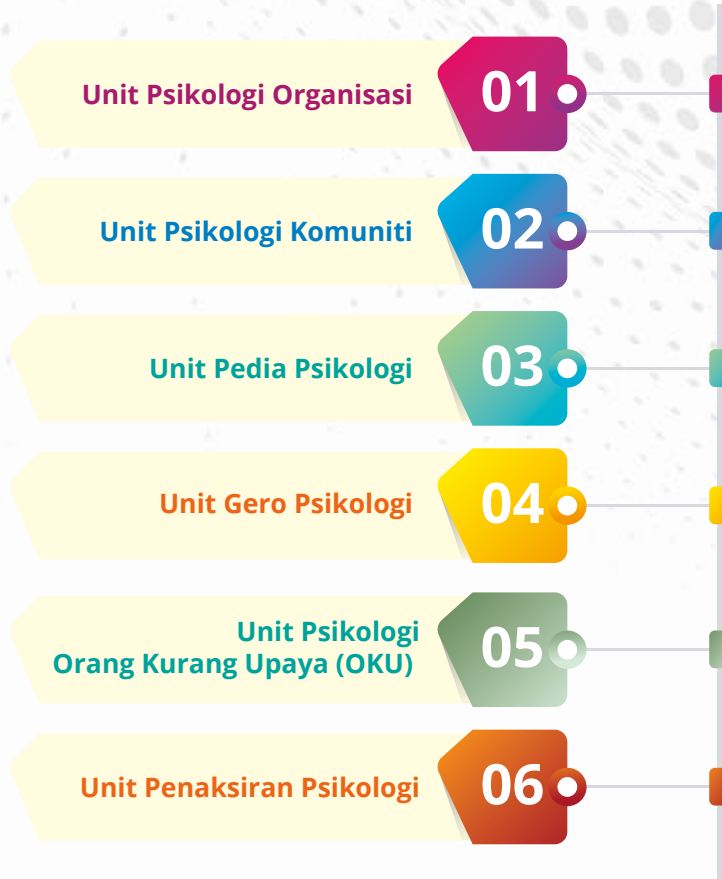 Unit Psikologi Organisasi
01
Unit Psikologi Komuniti
02
Unit Pedia Psikologi
03
Unit Gero Psikologi
04
Unit Psikologi
Orang Kurang Upaya (OKU)
05
Unit Penaksiran Psikologi
06